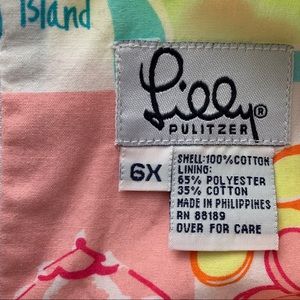 Island
Lilly®
PULITZER
6X
SHELL: 100% COTTON
LINING:
65% POLYESTER
35% COTTON
MADE IN PHILIPPINES
RN 88189
OVER FOR CARE